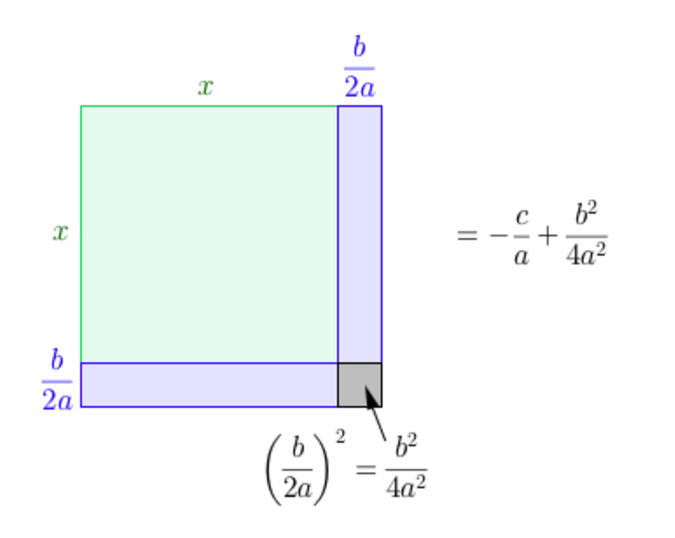 b/2a
x
x
= −c/a + b²/4a²
b/2a
(b/2a)² = b²/4a²